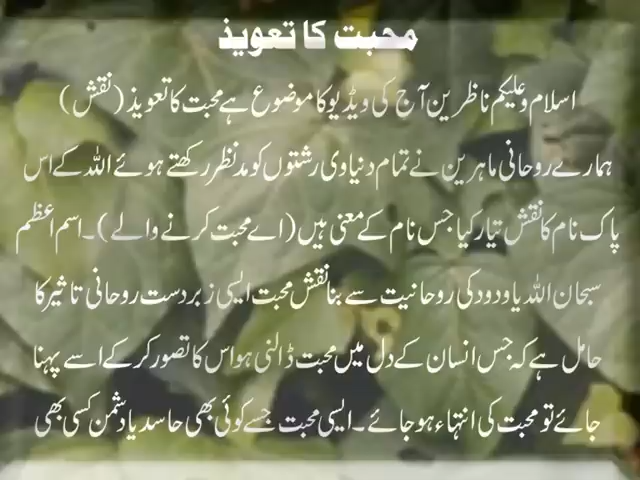 محبت کا تعویذ
اسلام وعلیکم ناظرین آج کی ویڈیو کا موضوع ہے محبت کا تعویذ (نقش)
ہمارے روحانی ماہرین نے تمام دنیاوی رشتوں کو مدنظر رکھتے ہوئے اللہ کے اس
پاک نام کا نقش تیار کیا جس نام کے معنی ہیں (اے محبت کرنے والے)۔ اسم اعظم
سبحان اللہ یا ودود کی روحانیت سے بنا نقش محبت ایسی زبردست روحانی تاثیر کا
حامل ہے کہ جس انسان کے دل میں محبت ڈالنی ہو اس کا تصور کر کے اسے پہنا
جائے تو محبت کی انتہاء ہو جائے۔ ایسی محبت جسے کوئی بھی حاسد یا دشمن کسی بھی